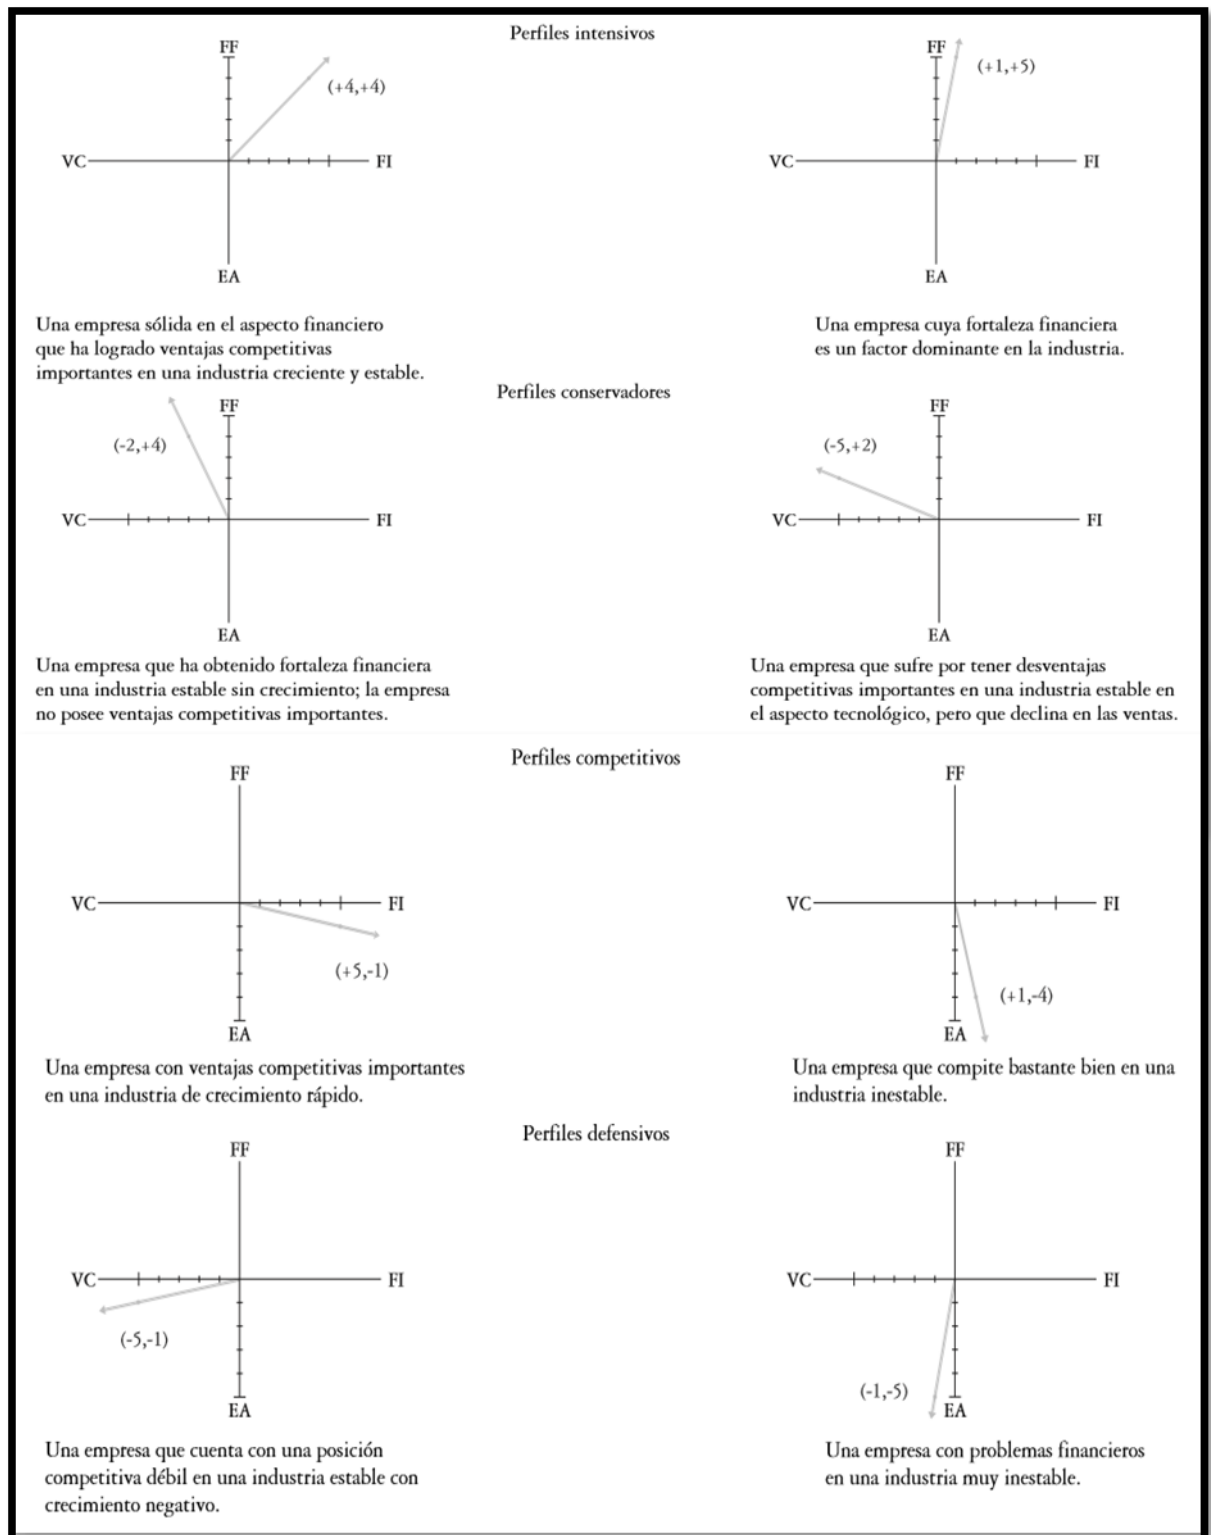 Perfiles intensivos
FF
(+4,+4)
VC
FI
EA
Una empresa sólida en el aspecto financiero
que ha logrado ventajas competitivas
importantes en una industria creciente y estable.
FF
(+1,+5)
VC
FI
EA
Una empresa cuya fortaleza financiera
es un factor dominante en la industria.
Perfiles conservadores
FF
(-2,+4)
VC
FI
EA
Una empresa que ha obtenido fortaleza financiera
en una industria estable sin crecimiento; la empresa
no posee ventajas competitivas importantes.
FF
(-5,+2)
VC
FI
EA
Una empresa que sufre por tener desventajas
competitivas importantes en una industria estable en
el aspecto tecnológico, pero que declina en las ventas.
Perfiles competitivos
FF
VC
FI
(+5,-1)
EA
Una empresa con ventajas competitivas importantes
en una industria de crecimiento rápido.
FF
VC
FI
(+1,-4)
EA
Una empresa que compite bastante bien en una
industria inestable.
Perfiles defensivos
FF
VC
FI
(-5,-1)
EA
Una empresa que cuenta con una posición
competitiva débil en una industria estable con
crecimiento negativo.
FF
VC
FI
(-1,-5)
EA
Una empresa con problemas financieros
en una industria muy inestable.